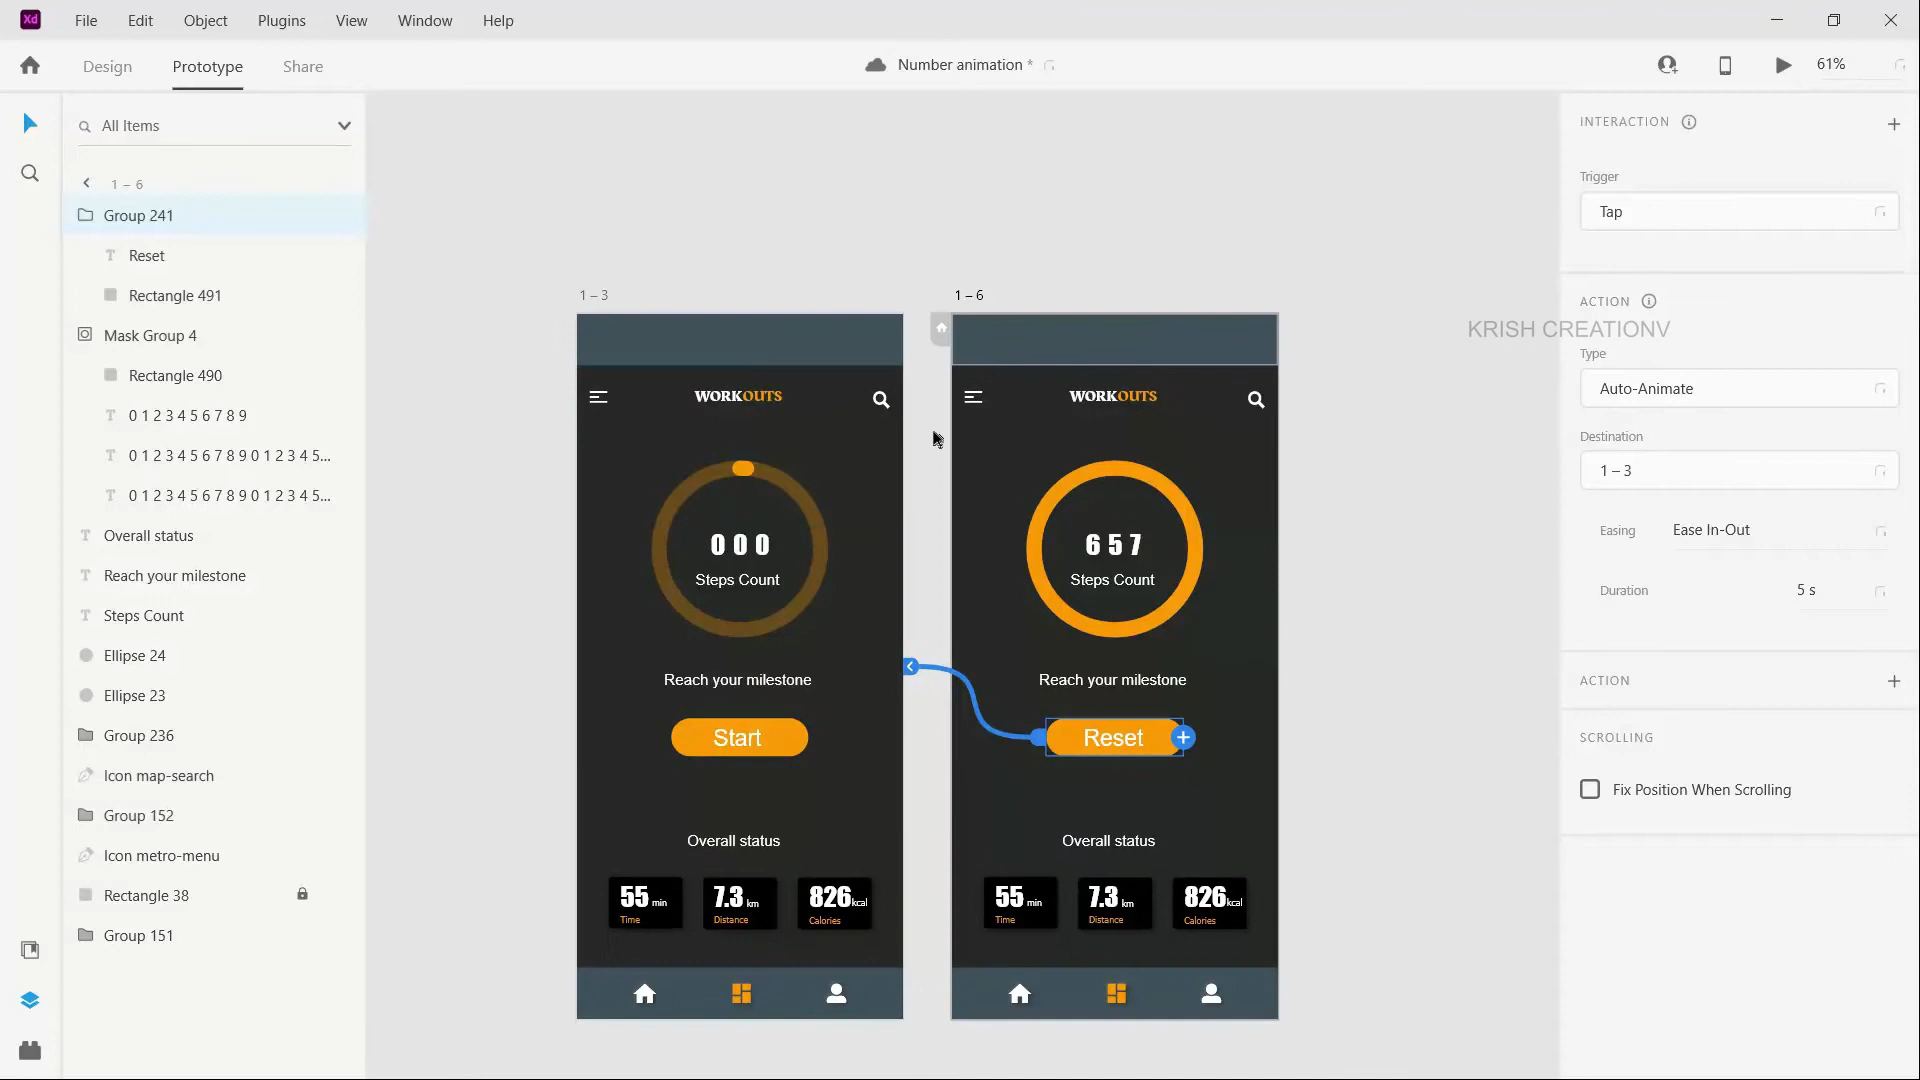 Xd File Edit Object Plugins View Window Help
Design Prototype Share Number animation * 61%
All Items
1 – 6
Group 241
Reset
Rectangle 491
Mask Group 4
Rectangle 490
0 1 2 3 4 5 6 7 8 9
0 1 2 3 4 5 6 7 8 9 0 1 2 3 4 5...
0 1 2 3 4 5 6 7 8 9 0 1 2 3 4 5...
Overall status
Reach your milestone
Steps Count
Ellipse 24
Ellipse 23
Group 236
Icon map-search
Group 152
Icon metro-menu
Rectangle 38
Group 151
1 – 3
WORKOUTS
0 0 0
Steps Count
Reach your milestone
Start
Overall status
55 min
Time
7.3 km
Distance
826 kcal
Calories
1 – 6
WORKOUTS
6 5 7
Steps Count
Reach your milestone
Reset
Overall status
55 min
Time
7.3 km
Distance
826 kcal
Calories
INTERACTION
Trigger
Tap
ACTION
KRISH CREATIONV
Type
Auto-Animate
Destination
1 – 3
Easing Ease In-Out
Duration 5 s
ACTION
SCROLLING
Fix Position When Scrolling